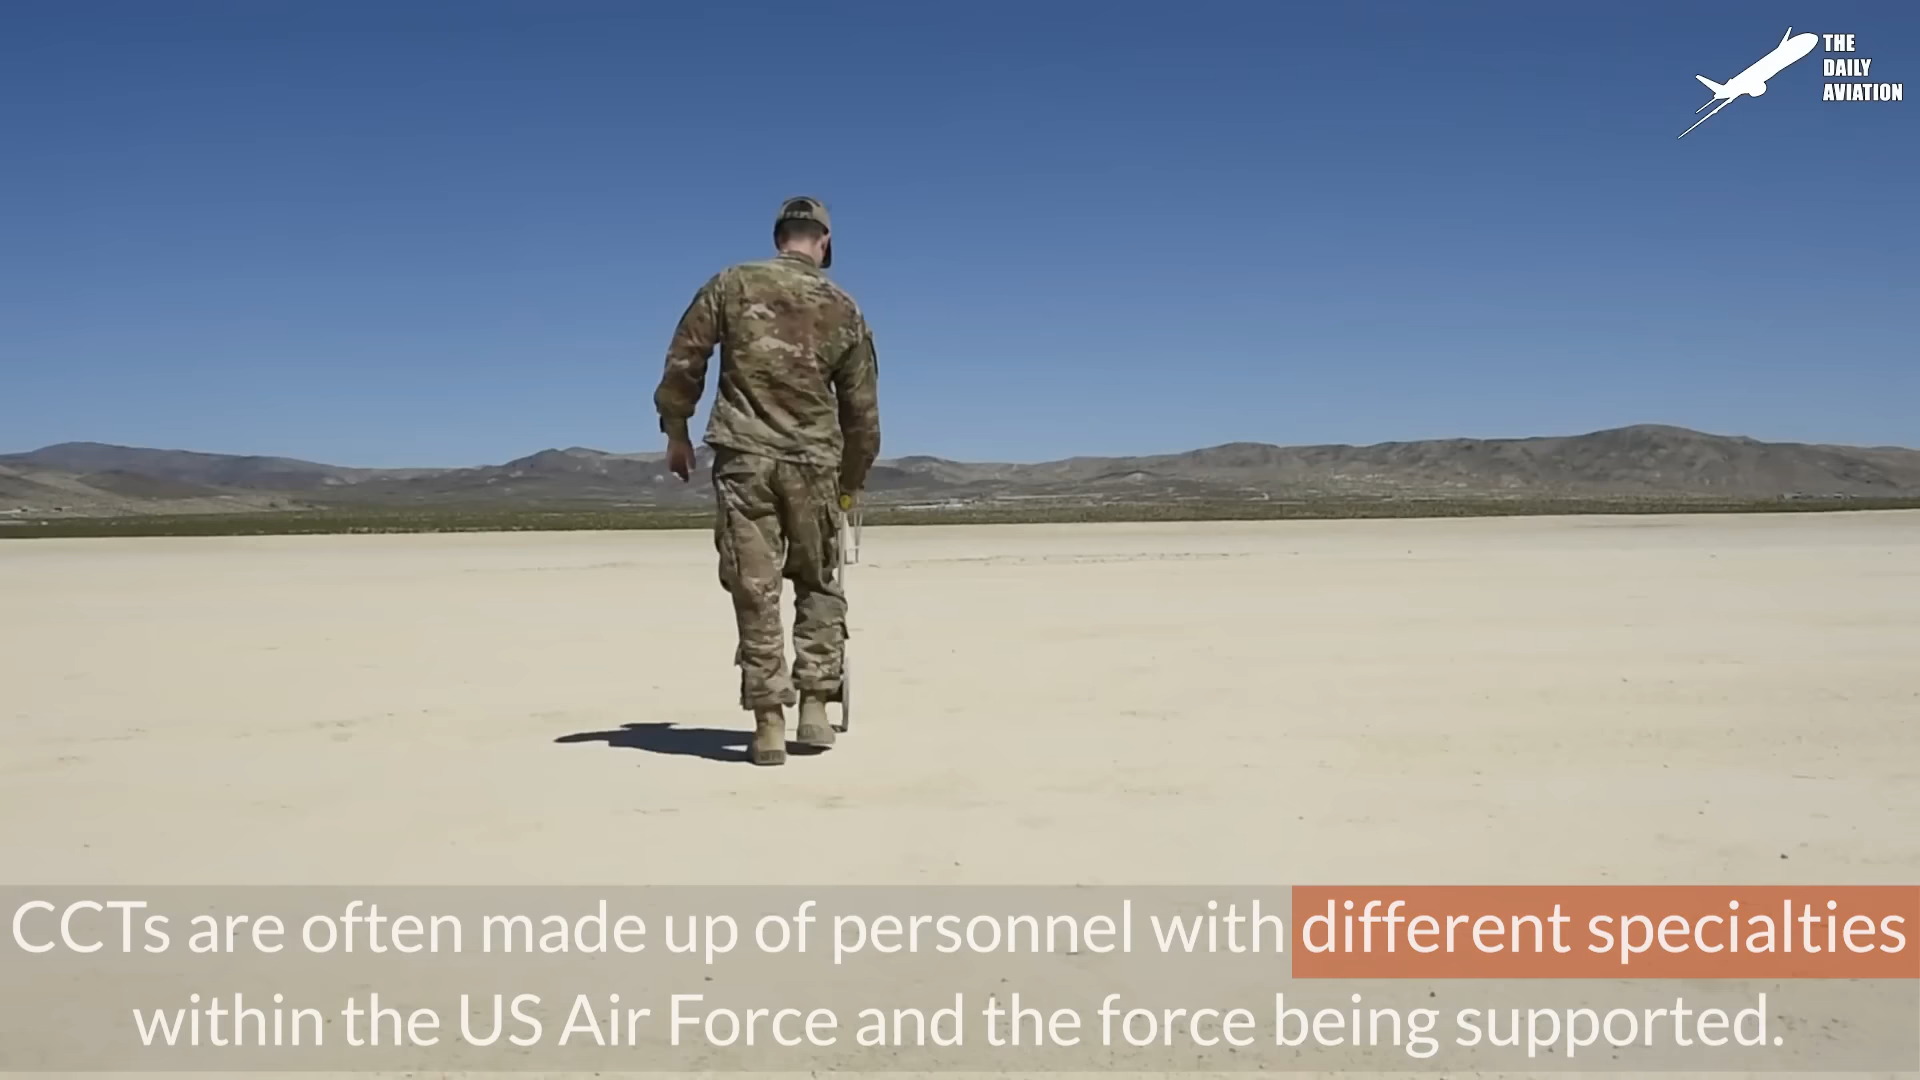 THE
DAILY
AVIATION
CCTs are often made up of personnel with different specialties
within the US Air Force and the force being supported.